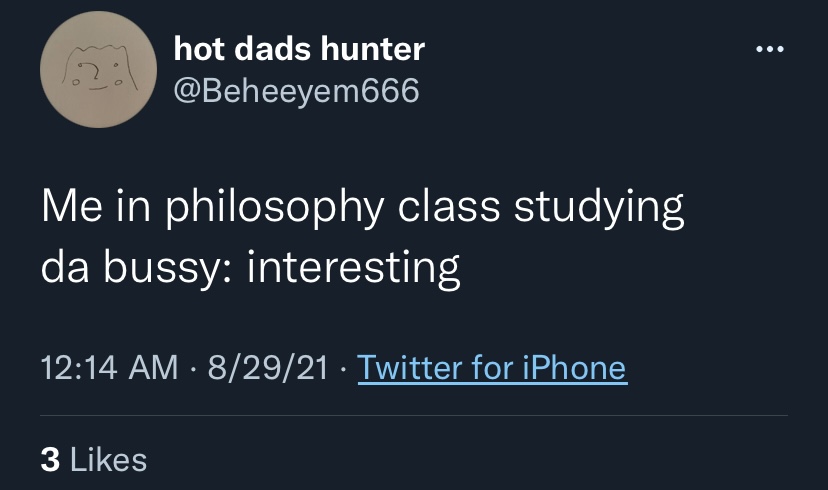 hot dads hunter
@Beheeyem666
Me in philosophy class studying
da bussy: interesting
12:14 AM · 8/29/21 · Twitter for iPhone
3 Likes